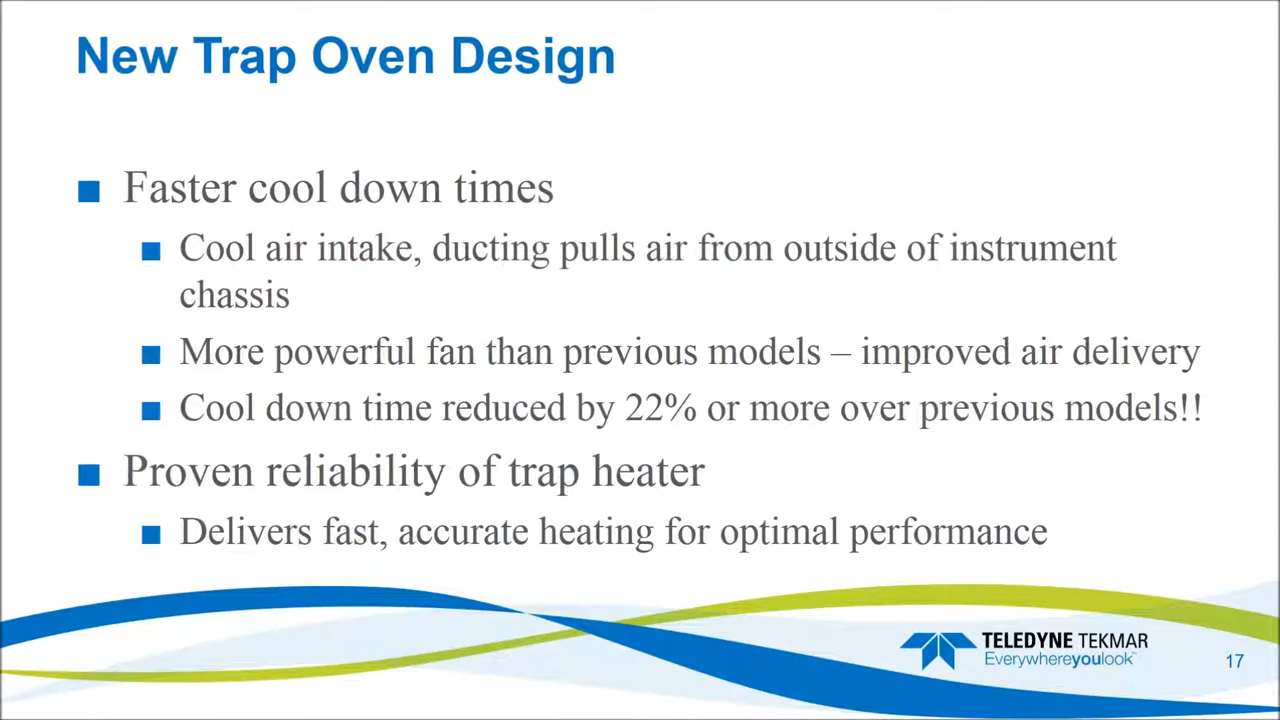 New Trap Oven Design
■ Faster cool down times
■ Cool air intake, ducting pulls air from outside of instrument
chassis
■ More powerful fan than previous models – improved air delivery
■ Cool down time reduced by 22% or more over previous models!!
■ Proven reliability of trap heater
■ Delivers fast, accurate heating for optimal performance
TELEDYNE TEKMAR
Everywhereyoulook™
17